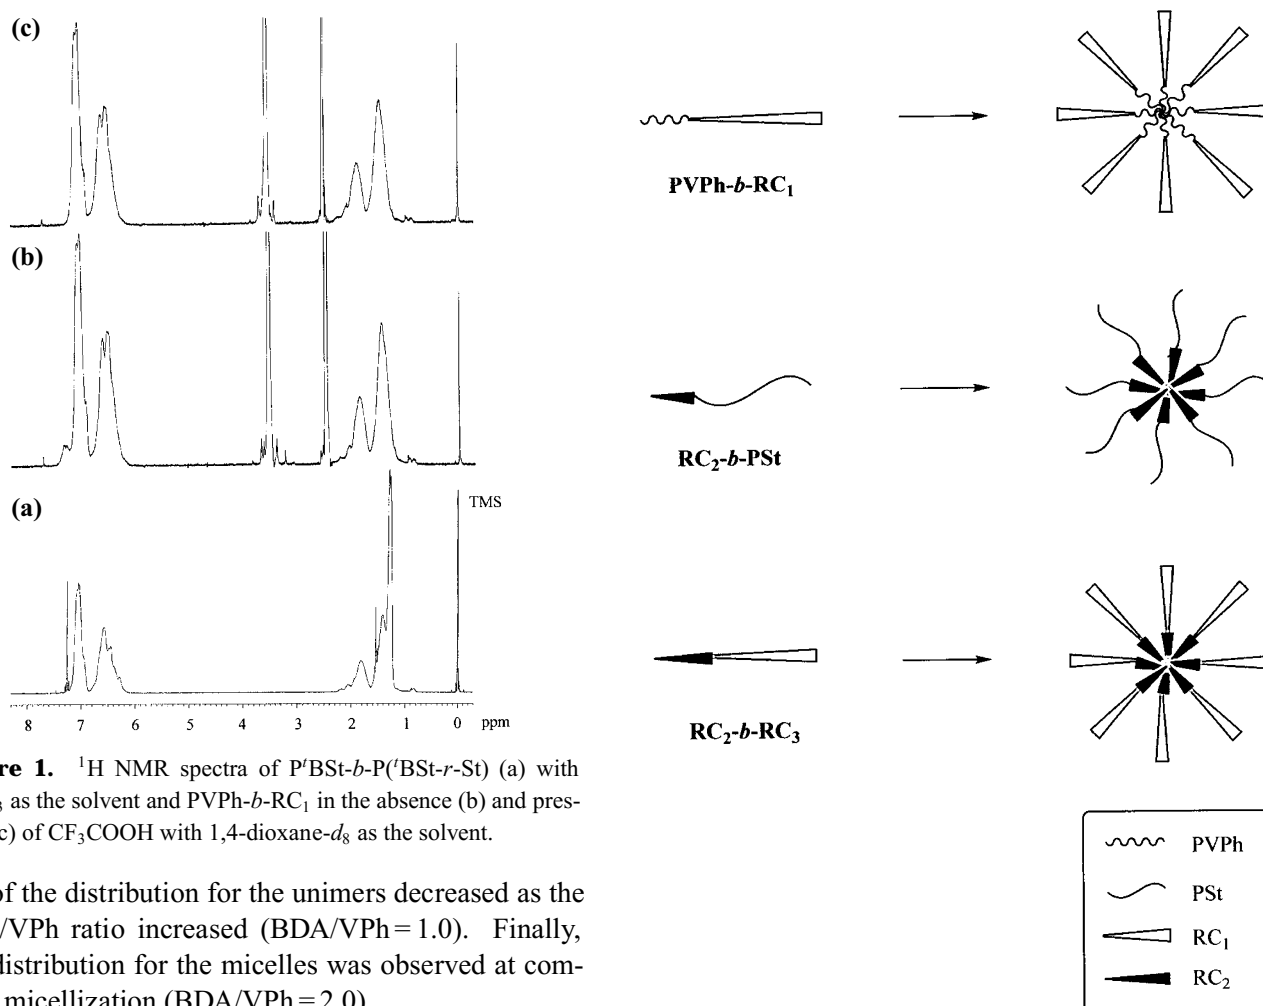 (c)
(b)
(a)
TMS
8 7 6 5 4 3 2 1 0 ppm
re 1. ¹H NMR spectra of PᵗBSt-b-P(ᵗBSt-r-St) (a) with
₃ as the solvent and PVPh-b-RC₁ in the absence (b) and pres-
c) of CF₃COOH with 1,4-dioxane-d₈ as the solvent.
of the distribution for the unimers decreased as the
/VPh ratio increased (BDA/VPh = 1.0). Finally,
distribution for the micelles was observed at com-
micellization (BDA/VPh = 2.0)
PVPh-b-RC₁
RC₂-b-PSt
RC₂-b-RC₃
PVPh
PSt
RC₁
RC₂